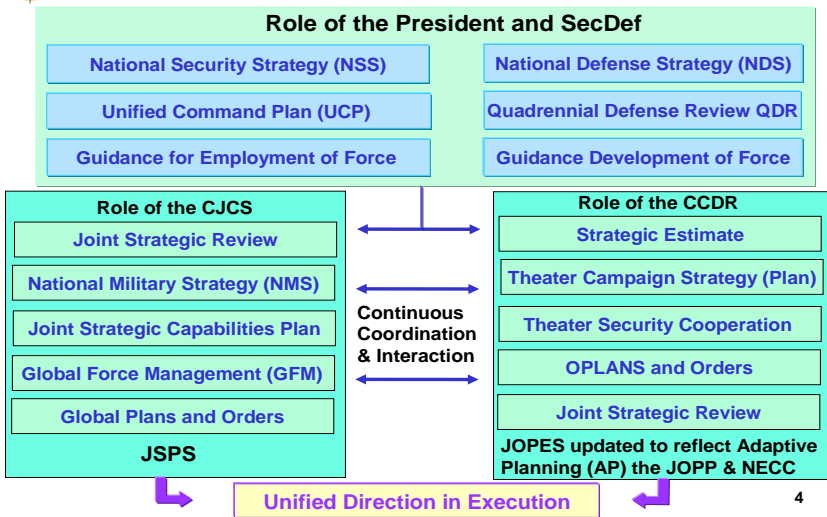 Role of the President and SecDef
National Security Strategy (NSS)
National Defense Strategy (NDS)
Unified Command Plan (UCP)
Quadrennial Defense Review QDR
Guidance for Employment of Force
Guidance Development of Force
Role of the CJCS
Joint Strategic Review
National Military Strategy (NMS)
Joint Strategic Capabilities Plan
Global Force Management (GFM)
Global Plans and Orders
JSPS
Continuous
Coordination
& Interaction
Role of the CCDR
Strategic Estimate
Theater Campaign Strategy (Plan)
Theater Security Cooperation
OPLANS and Orders
Joint Strategic Review
JOPES updated to reflect Adaptive
Planning (AP) the JOPP & NECC
Unified Direction in Execution
4